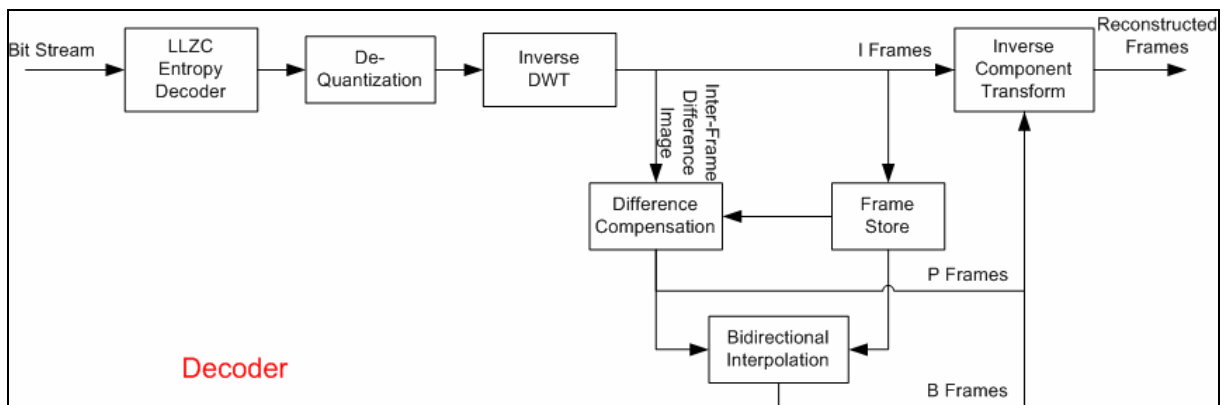 Bit Stream
LLZC
Entropy
Decoder
De-
Quantization
Inverse
DWT
I Frames
Inverse
Component
Transform
Reconstructed
Frames
Inter-Frame
Difference
Image
Difference
Compensation
Frame
Store
P Frames
Bidirectional
Interpolation
B Frames
Decoder